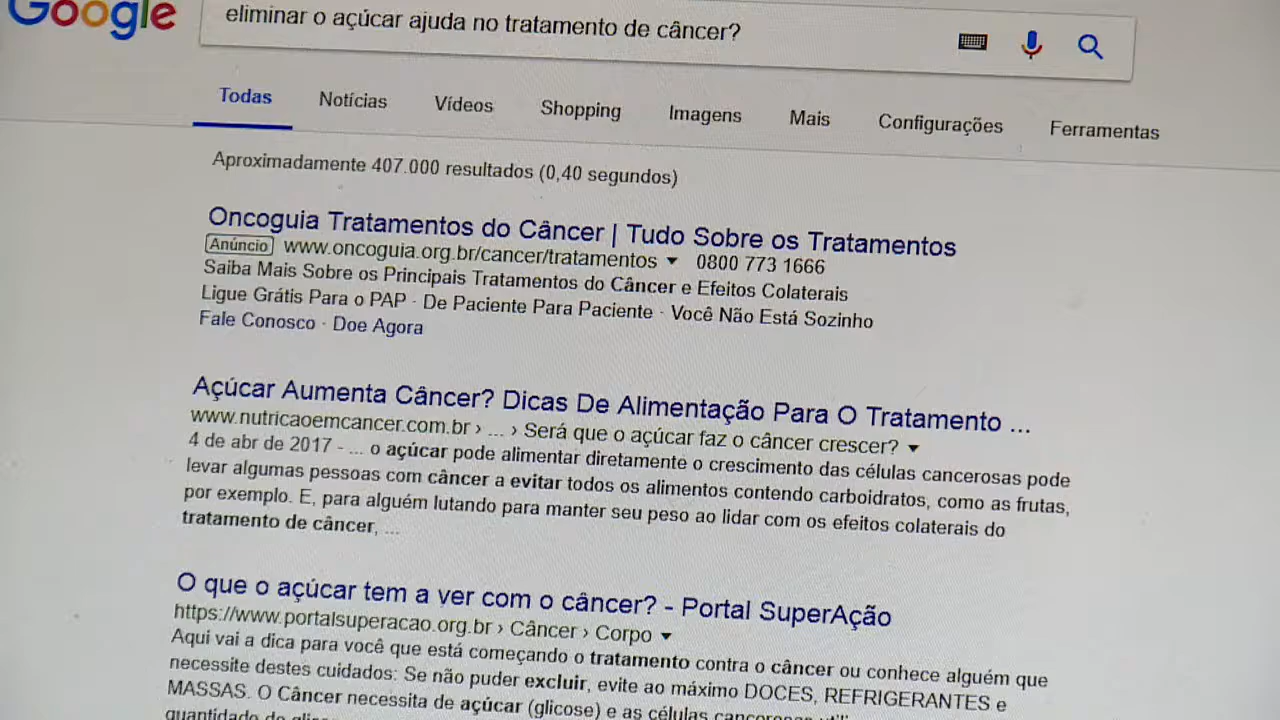 Google
eliminar o açúcar ajuda no tratamento de câncer?
Todas Notícias Vídeos Shopping Imagens Mais Configurações Ferramentas
Aproximadamente 407.000 resultados (0,40 segundos)
Oncoguia Tratamentos do Câncer | Tudo Sobre os Tratamentos
Anúncio www.oncoguia.org.br/cancer/tratamentos 0800 773 1666
Saiba Mais Sobre os Principais Tratamentos do Câncer e Efeitos Colaterais
Ligue Grátis Para o PAP · De Paciente Para Paciente · Você Não Está Sozinho
Fale Conosco · Doe Agora
Açúcar Aumenta Câncer? Dicas De Alimentação Para O Tratamento ...
www.nutricaoemcancer.com.br › ... › Será que o açúcar faz o câncer crescer?
4 de abr de 2017 - ... o açúcar pode alimentar diretamente o crescimento das células cancerosas pode
levar algumas pessoas com câncer a evitar todos os alimentos contendo carboidratos, como as frutas,
por exemplo. E, para alguém lutando para manter seu peso ao lidar com os efeitos colaterais do
tratamento de câncer, ...
O que o açúcar tem a ver com o câncer? - Portal SuperAção
https://www.portalsuperacao.org.br › Câncer › Corpo
Aqui vai a dica para você que está começando o tratamento contra o câncer ou conhece alguém que
necessite destes cuidados: Se não puder excluir, evite ao máximo DOCES, REFRIGERANTES e
MASSAS. O Câncer necessita de açúcar (glicose) e as células
quantidade de